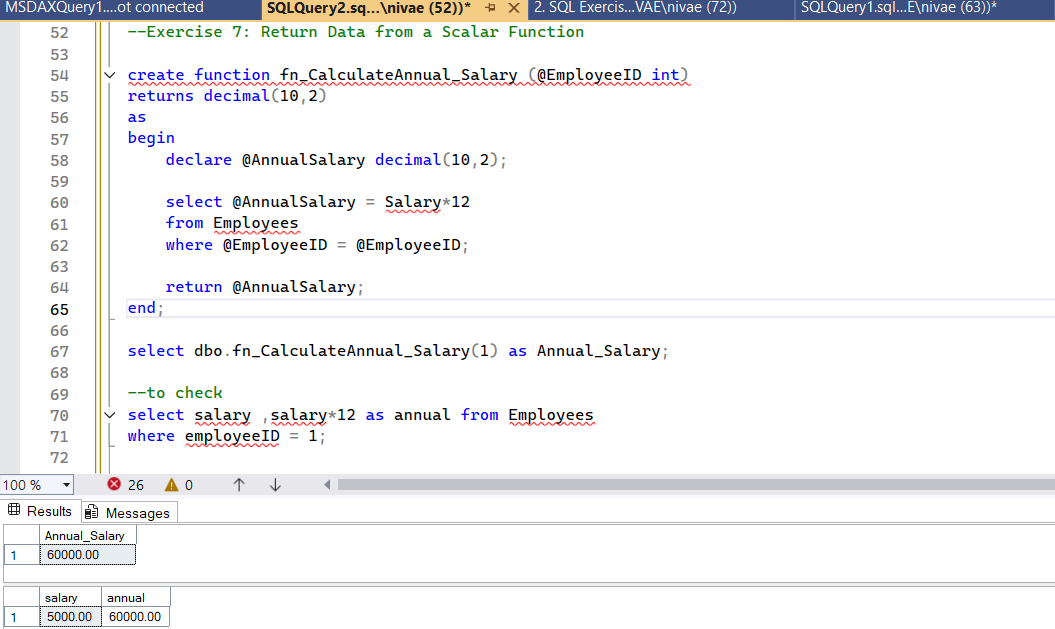 MSDAXQuery1....ot connected SQLQuery2.sq...\nivae (52))* 2. SQL Exercis...VAE\nivae (72)) SQLQuery1.sql...E\nivae (63))*
52 --Exercise 7: Return Data from a Scalar Function
53
54 create function fn_CalculateAnnual_Salary (@EmployeeID int)
55 returns decimal(10,2)
56 as
57 begin
58 declare @AnnualSalary decimal(10,2);
59
60 select @AnnualSalary = Salary*12
61 from Employees
62 where @EmployeeID = @EmployeeID;
63
64 return @AnnualSalary;
65 end;
66
67 select dbo.fn_CalculateAnnual_Salary(1) as Annual_Salary;
68
69 --to check
70 select salary ,salary*12 as annual from Employees
71 where employeeID = 1;
72
100 % 26 0
Results Messages
Annual_Salary
1 60000.00
salary annual
1 5000.00 60000.00